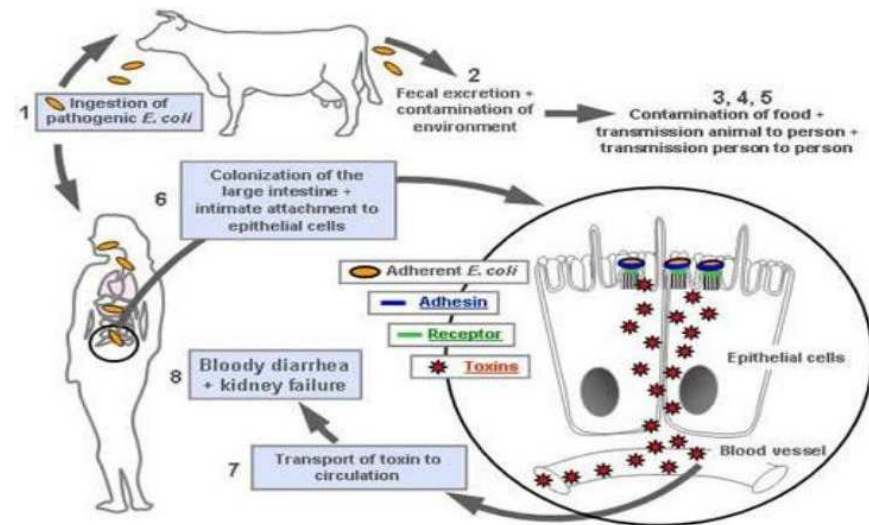 1
Ingestion of
pathogenic E. coli
2
Fecal excretion +
contamination of
environment
3, 4, 5
Contamination of food +
transmission animal to person +
transmission person to person
6
Colonization of the
large intestine +
intimate attachment to
epithelial cells
Adherent E. coli
Adhesin
Receptor
Toxins
Epithelial cells
Blood vessel
8
Bloody diarrhea
+ kidney failure
7
Transport of toxin to
circulation